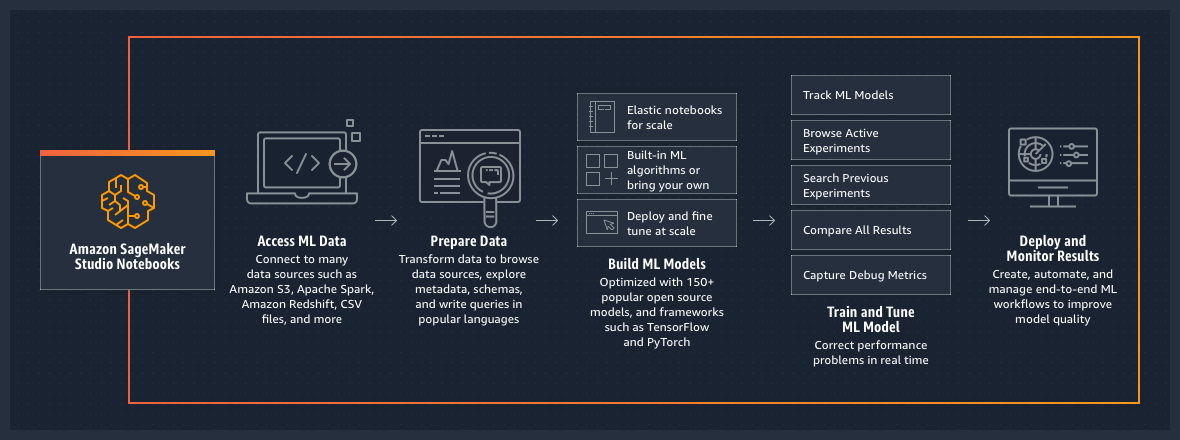 Amazon SageMaker
Studio Notebooks
Access ML Data
Connect to many
data sources such as
Amazon S3, Apache Spark,
Amazon Redshift, CSV
files, and more
Prepare Data
Transform data to browse
data sources, explore
metadata, schemas,
and write queries in
popular languages
Elastic notebooks
for scale
Built-in ML
algorithms or
bring your own
Deploy and fine
tune at scale
Build ML Models
Optimized with 150+
popular open source
models, and frameworks
such as TensorFlow
and PyTorch
Track ML Models
Browse Active
Experiments
Search Previous
Experiments
Compare All Results
Capture Debug Metrics
Train and Tune
ML Model
Correct performance
problems in real time
Deploy and
Monitor Results
Create, automate, and
manage end-to-end ML
workflows to improve
model quality